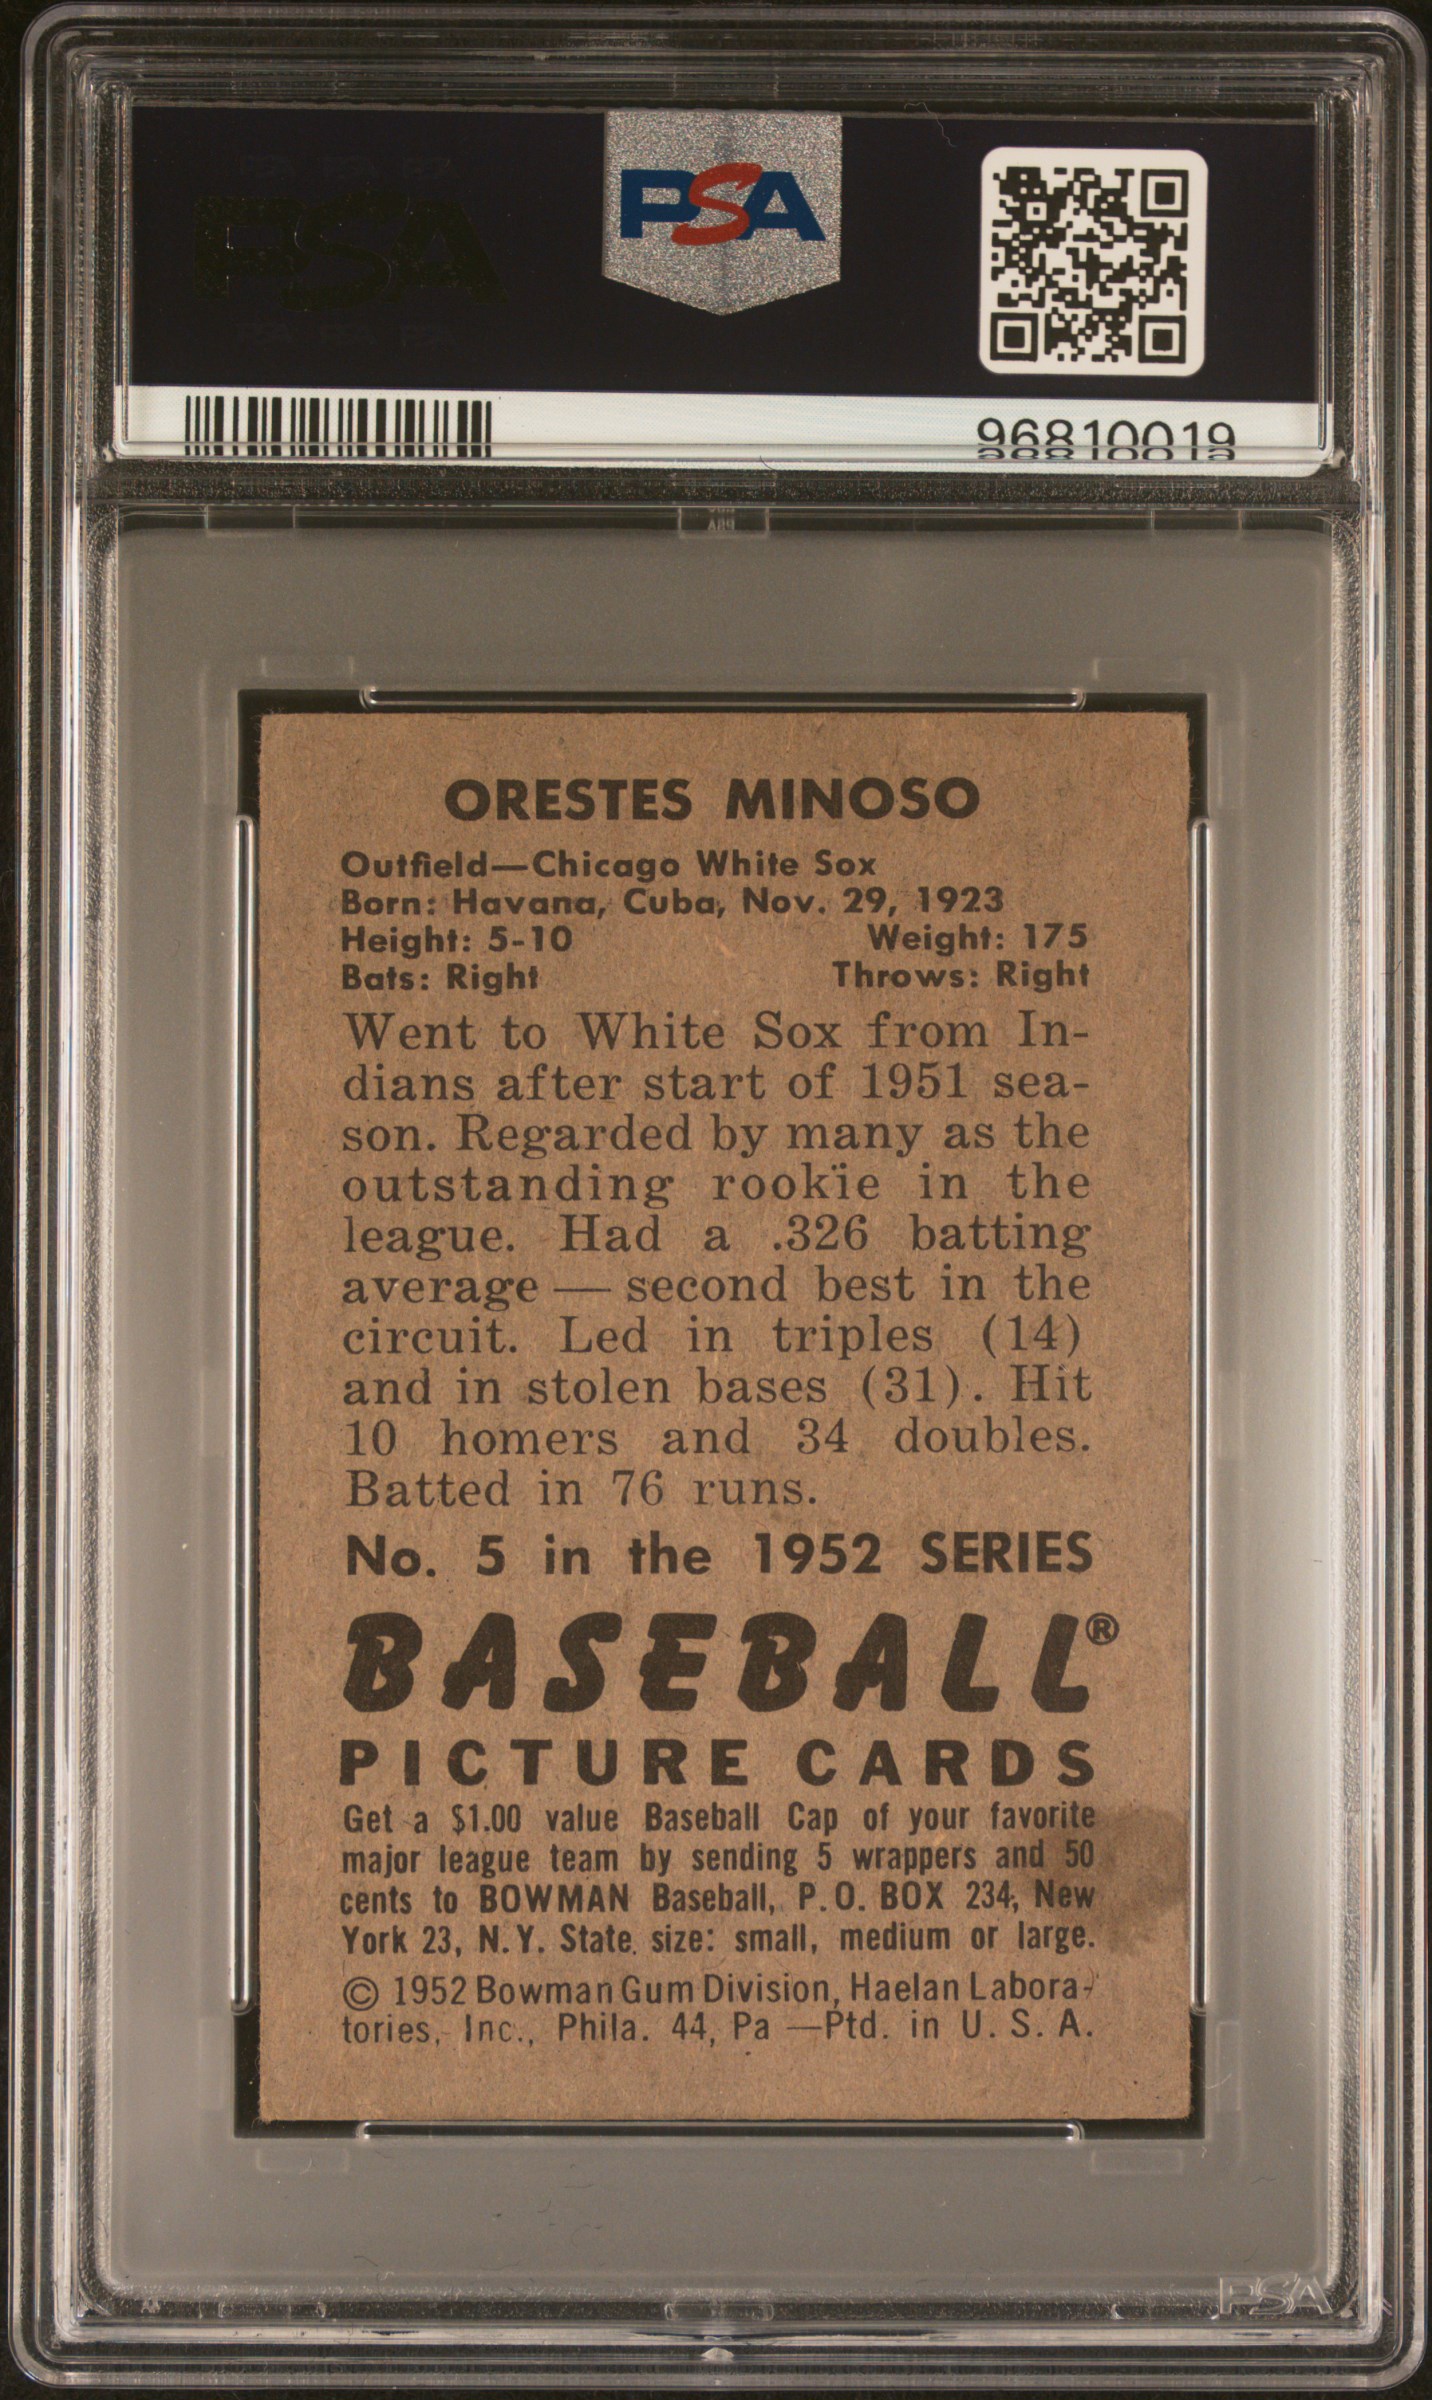 PSA
96810019
ORESTES MINOSO
Outfield—Chicago White Sox
Born: Havana, Cuba, Nov. 29, 1923
Height: 5-10 Weight: 175
Bats: Right Throws: Right
Went to White Sox from In-
dians after start of 1951 sea-
son. Regarded by many as the
outstanding rookie in the
league. Had a .326 batting
average — second best in the
circuit. Led in triples (14)
and in stolen bases (31). Hit
10 homers and 34 doubles.
Batted in 76 runs.
No. 5 in the 1952 SERIES
BASEBALL®
PICTURE CARDS
Get a $1.00 value Baseball Cap of your favorite
major league team by sending 5 wrappers and 50
cents to BOWMAN Baseball, P.O. BOX 234, New
York 23, N.Y. State size: small, medium or large.
© 1952 Bowman Gum Division, Haelan Labora-
tories, Inc., Phila. 44, Pa —Ptd. in U. S. A.
PSA